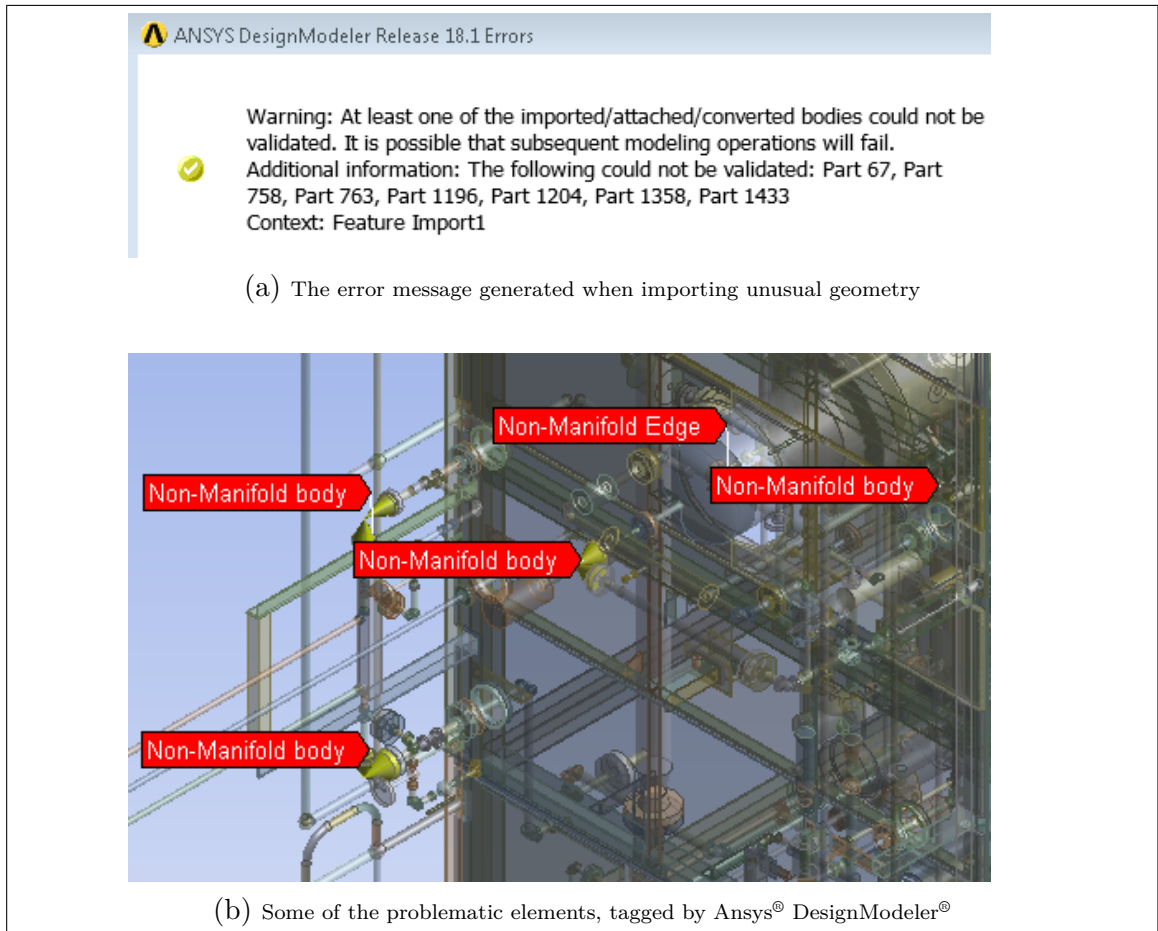 ANSYS DesignModeler Release 18.1 Errors
Warning: At least one of the imported/attached/converted bodies could not be
validated. It is possible that subsequent modeling operations will fail.
Additional information: The following could not be validated: Part 67, Part
758, Part 763, Part 1196, Part 1204, Part 1358, Part 1433
Context: Feature Import1
(a) The error message generated when importing unusual geometry
Non-Manifold Edge
Non-Manifold body
Non-Manifold body
Non-Manifold body
Non-Manifold body
(b) Some of the problematic elements, tagged by Ansys® DesignModeler®